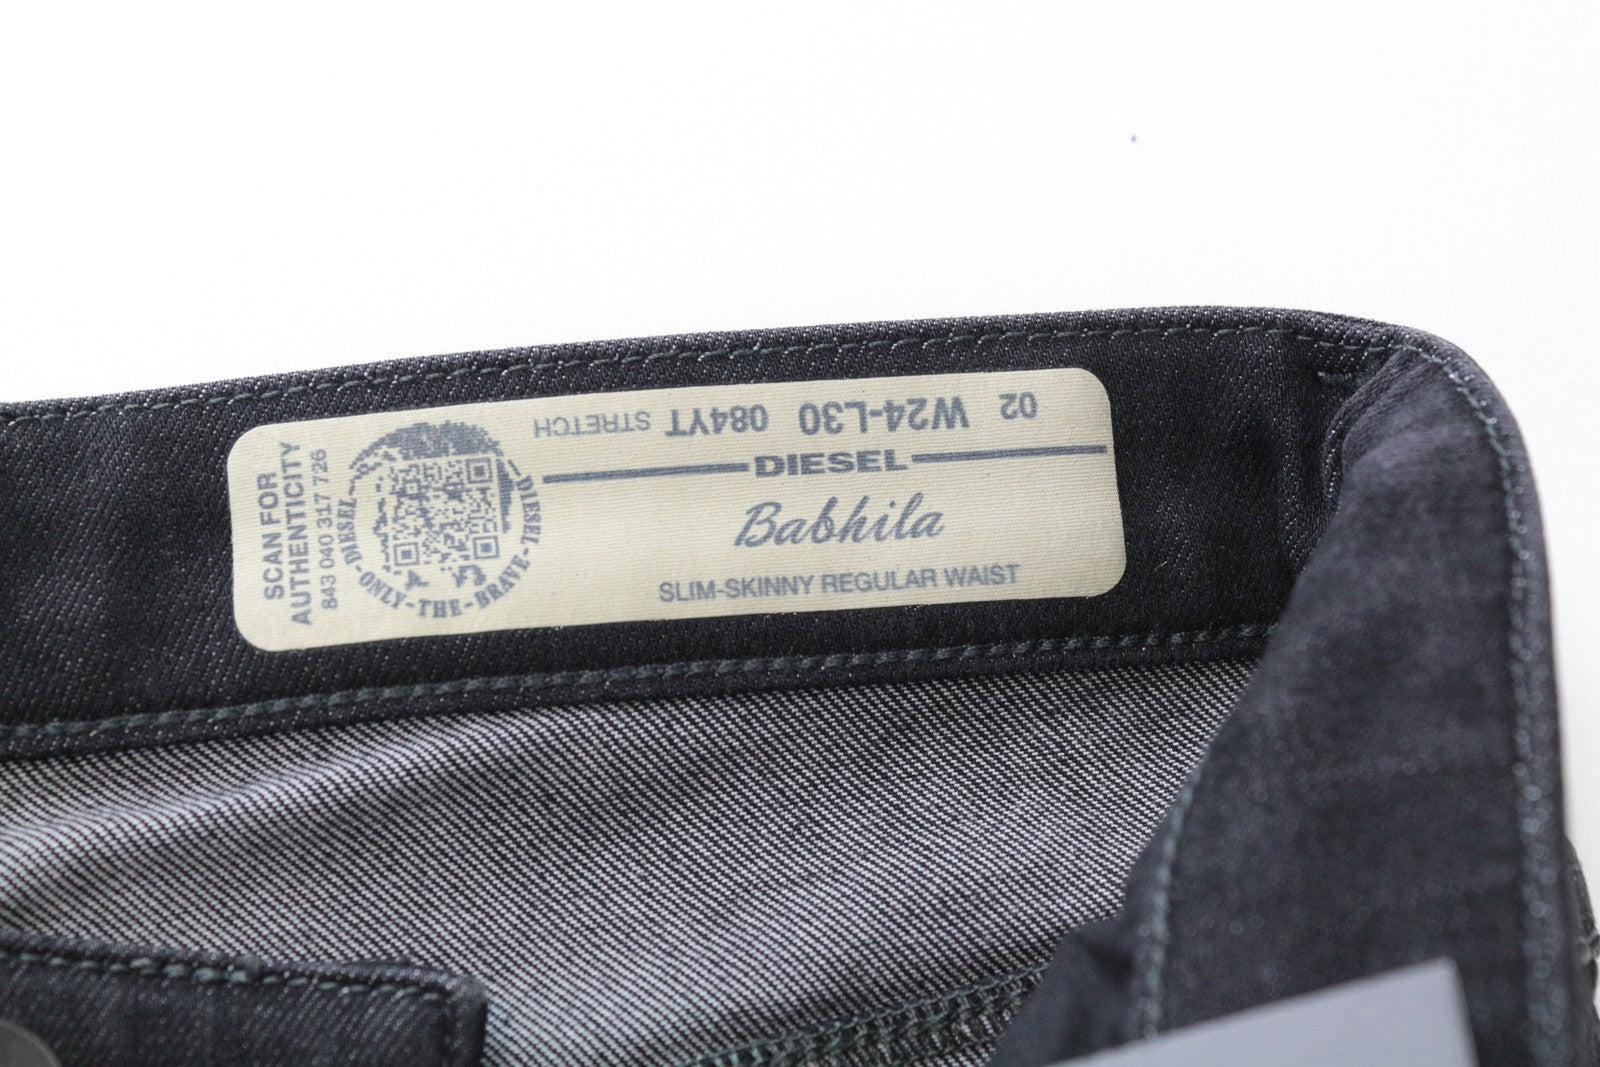 SCAN FOR
AUTHENTICITY
843 040 317 726
DIESEL
DIESEL
-ONLY-THE-BRAVE-
02 W24-L30 084YT STRETCH
DIESEL
Babhila
SLIM-SKINNY REGULAR WAIST